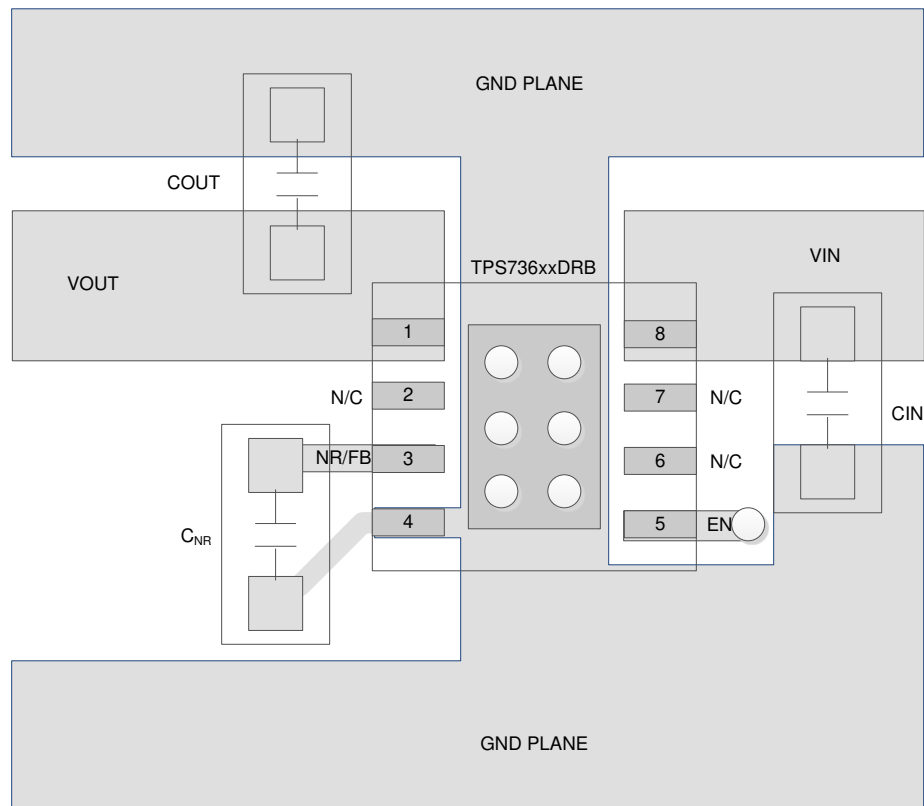 GND PLANE
COUT
TPS736xxDRB
VIN
VOUT
1
8
N/C
2
7
N/C
CIN
NR/FB
3
6
N/C
CNR
4
5
EN
GND PLANE